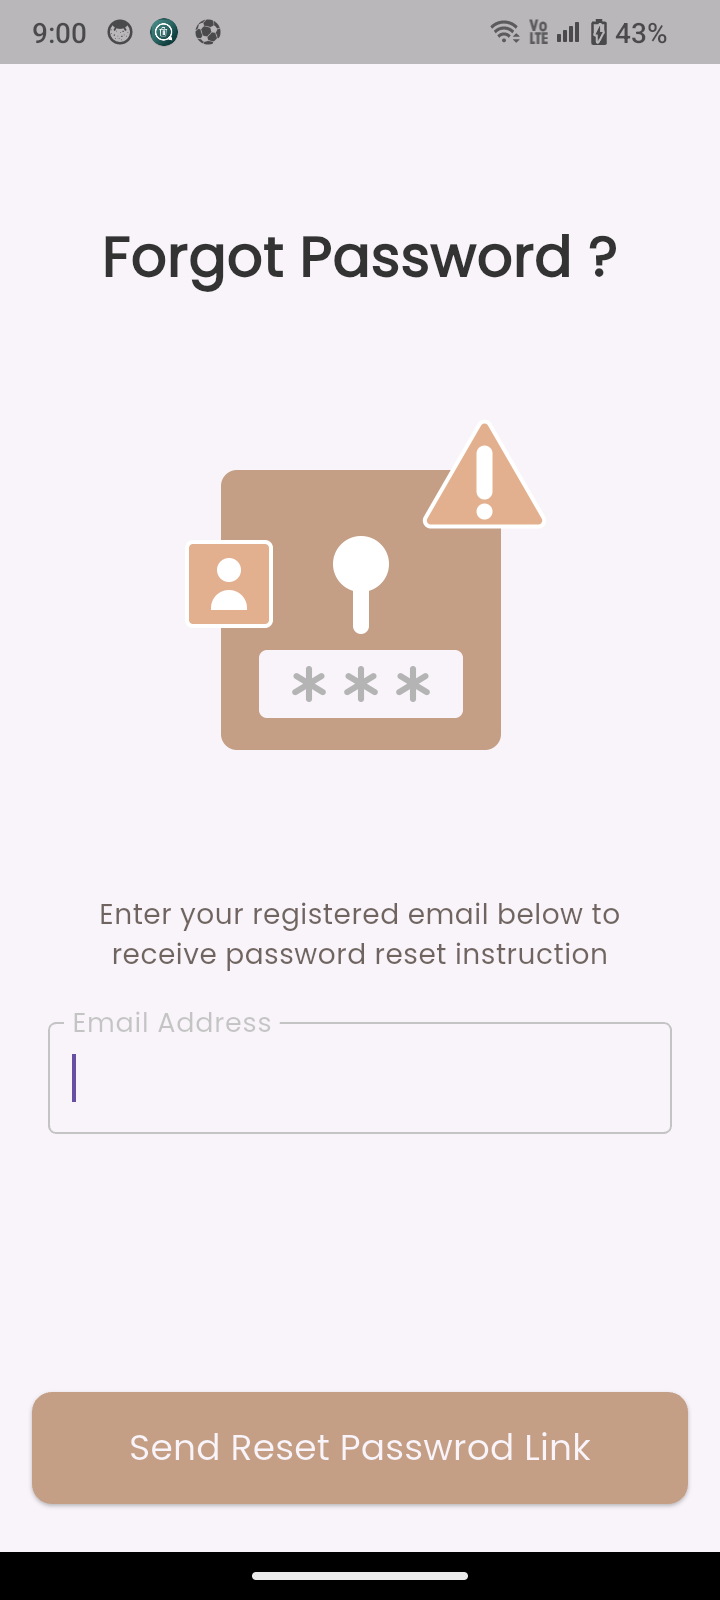 9:00
Vo
LTE
43%
Forgot Password ?
* * *
Enter your registered email below to
receive password reset instruction
Email Address
Send Reset Passwrod Link